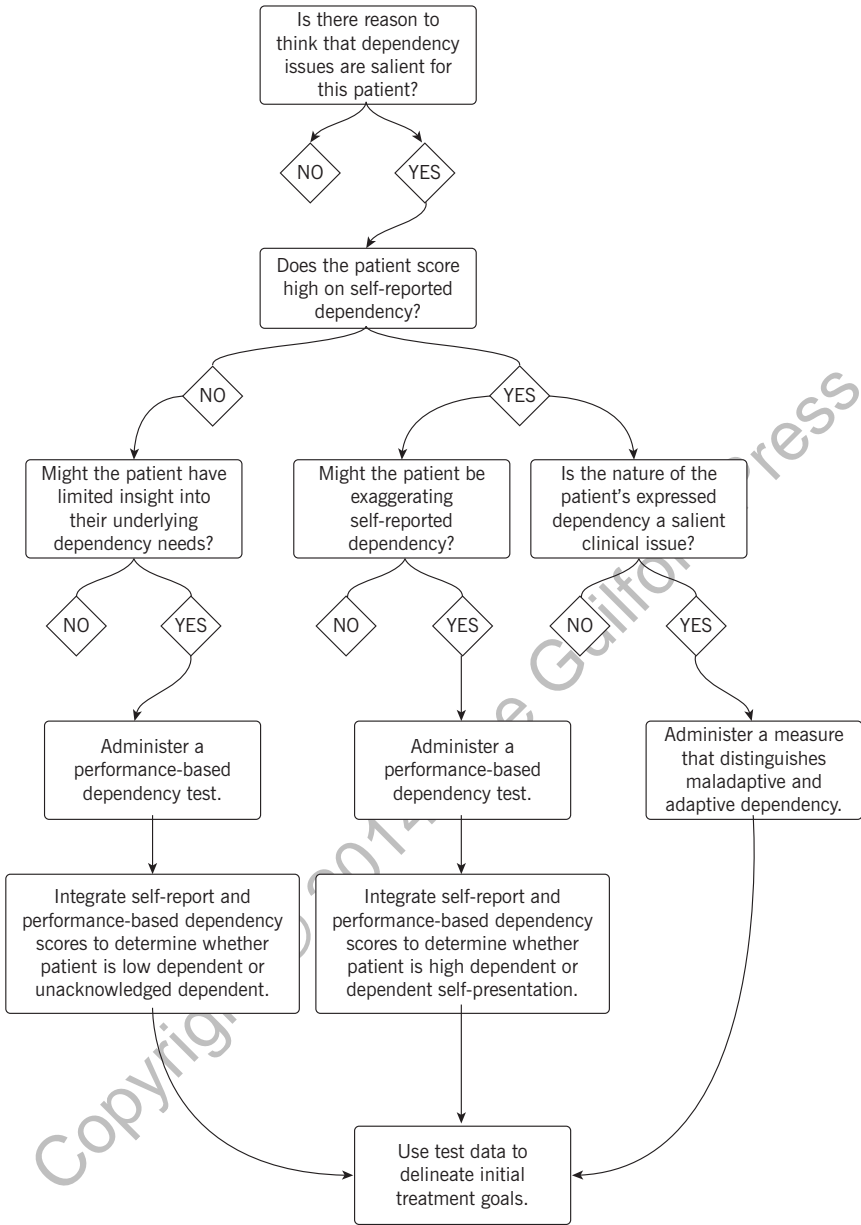 Is there reason to
think that dependency
issues are salient for
this patient?
NO
YES
Does the patient score
high on self-reported
dependency?
NO
YES
Might the patient have
limited insight into
their underlying
dependency needs?
Might the patient be
exaggerating
self-reported
dependency?
Is the nature of the
patient’s expressed
dependency a salient
clinical issue?
NO
YES
NO
YES
NO
YES
Administer a
performance-based
dependency test.
Administer a
performance-based
dependency test.
Administer a measure
that distinguishes
maladaptive and
adaptive dependency.
Integrate self-report and
performance-based dependency
scores to determine whether
patient is low dependent or
unacknowledged dependent.
Integrate self-report and
performance-based dependency
scores to determine whether
patient is high dependent or
dependent self-presentation.
Use test data to
delineate initial
treatment goals.